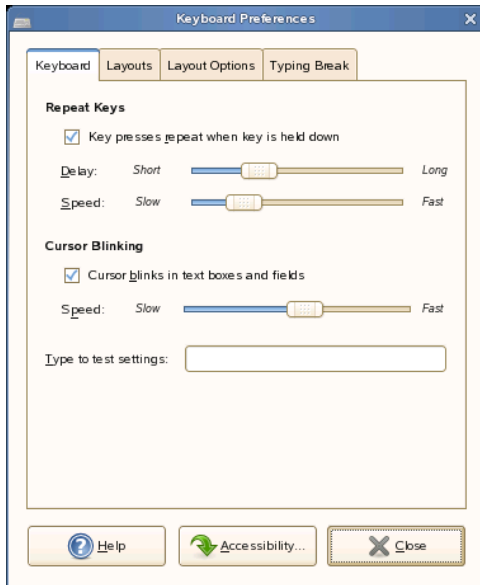 Keyboard Preferences
Keyboard Layouts Layout Options Typing Break
Repeat Keys
Key presses repeat when key is held down
Delay: Short Long
Speed: Slow Fast
Cursor Blinking
Cursor blinks in text boxes and fields
Speed: Slow Fast
Type to test settings:
Help Accessibility... Close